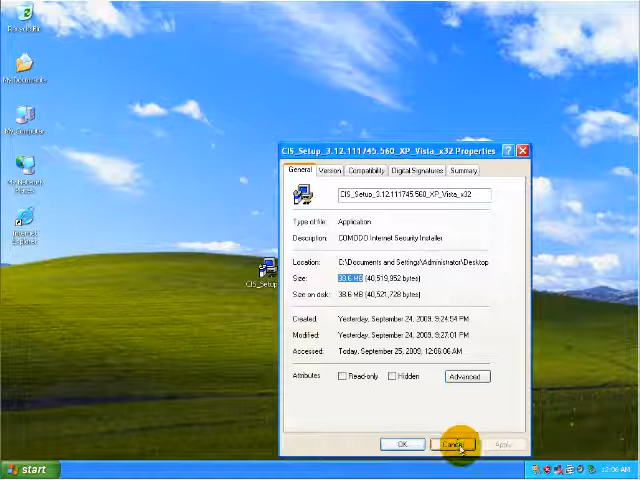 Recycle Bin
CIS_Setup_3.12.111745.560_XP_Vista_x32 Properties
General Version Compatibility Digital Signatures Summary
My Documents
CIS_Setup_3.12.111745.560_XP_Vista_x32
My Computer
Type of file: Application
Description: COMODO Internet Security Installer
My Network
Places
Location: C:\Documents and Settings\Administrator\Desktop
Size: 38.6 MB (40,519,952 bytes)
Size on disk: 38.6 MB (40,521,728 bytes)
Internet
Explorer
CIS_Setup
Created: Yesterday, September 24, 2009, 9:24:54 PM
Modified: Yesterday, September 24, 2009, 9:27:01 PM
Accessed: Today, September 25, 2009, 12:06:06 AM
Attributes Read-only Hidden Advanced...
OK Cancel Apply
start 12:06 AM